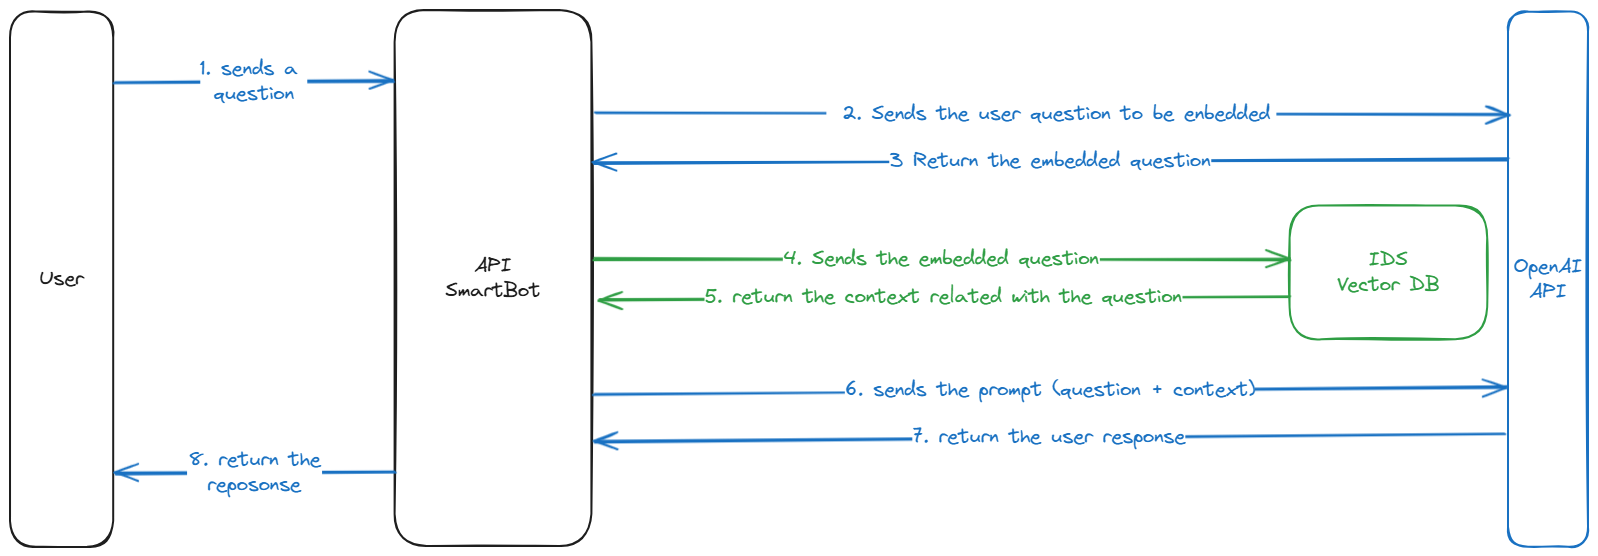 1. sends a
question
2. Sends the user question to be enbedded
3 Return the embedded question
User
API
SmartBot
4. Sends the embedded question
5. return the context related with the question
IDS
Vector DB
OpenAI
API
6. sends the prompt (question + context)
7. return the user response
8. return the
reposonse